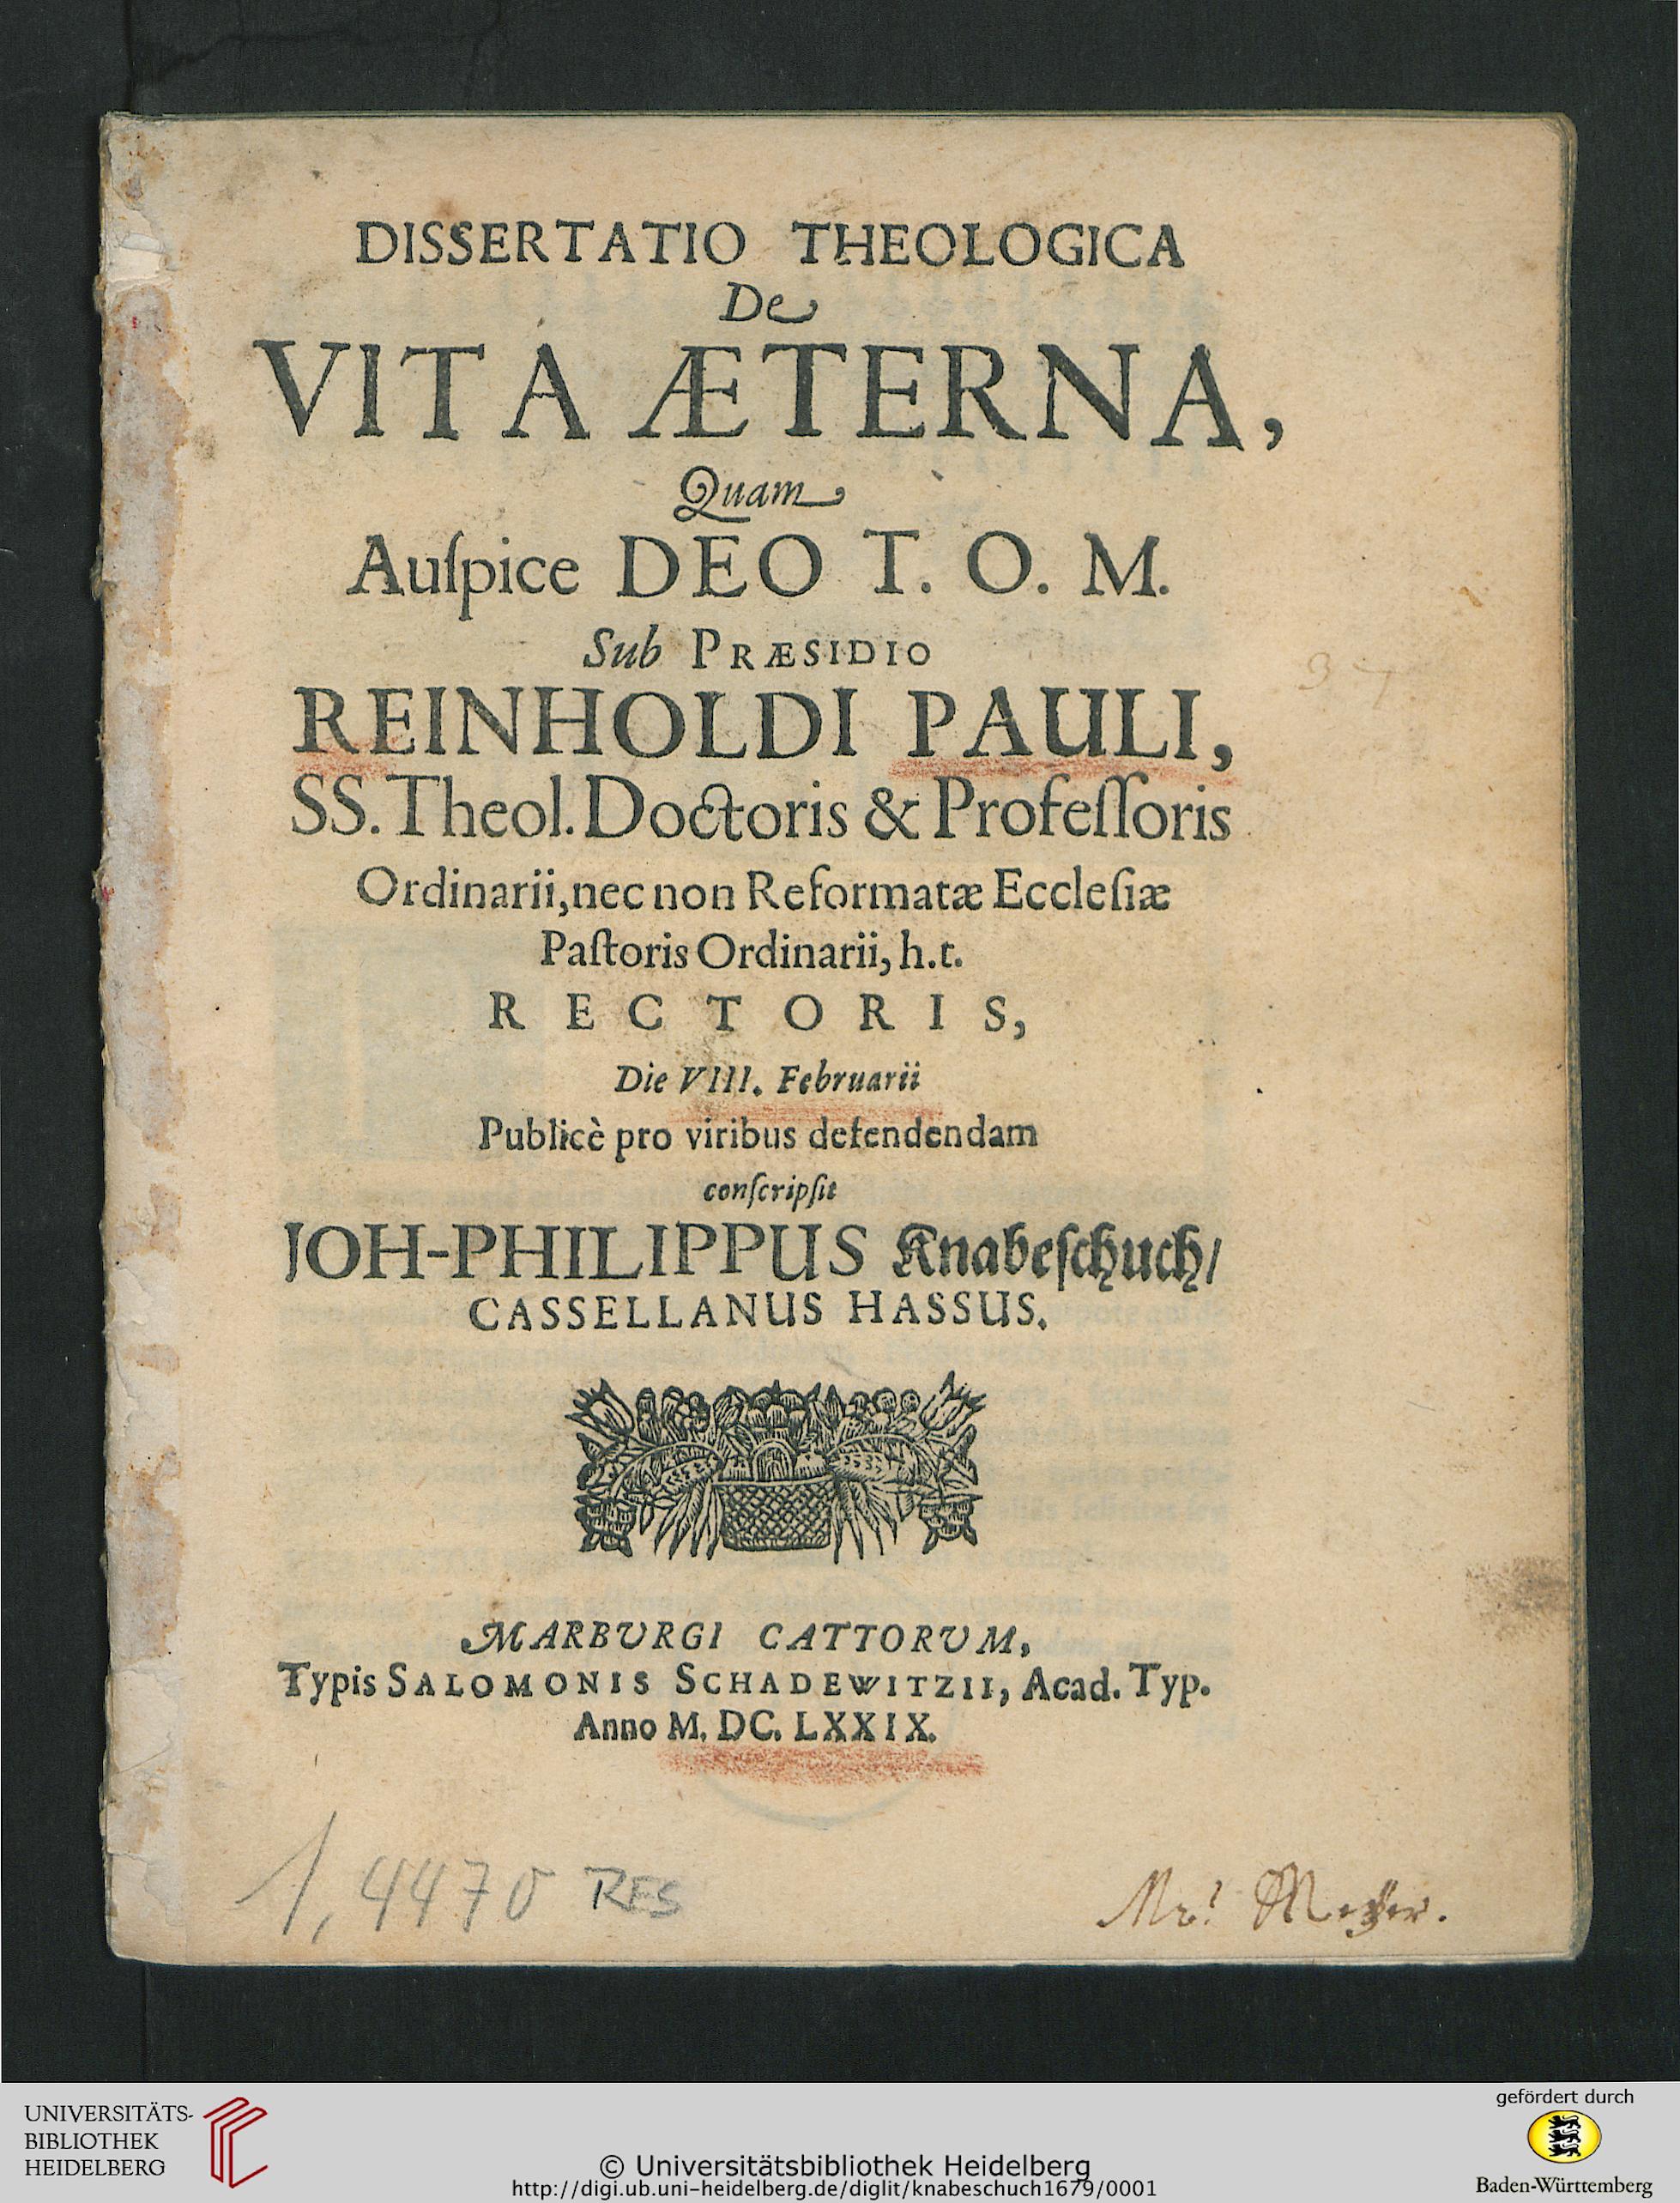 DISSERTATIO THEOLOGICA
De
VITA ÆTERNA,
Quam
Auſpice DEO T. O. M.
Sub PRÆSIDIO
REINHOLDI PAULI,
SS. Theol. Doctoris & Profeſſoris
Ordinarii, nec non Reformatæ Eccleſiæ
Paſtoris Ordinarii, h.t.
RECTORIS,
Die VIII. Februarii
Publicè pro viribus defendendam
conſcripſit
JOH-PHILIPPUS Knabeſchuch/
CASSELLANUS HASSUS.
MARBURGI CATTORUM,
Typis SALOMONIS SCHADEWITZII, Acad. Typ.
Anno M. DC. LXXIX.
1, 4470 RES
UNIVERSITÄTS-
BIBLIOTHEK
HEIDELBERG
© Universitätsbibliothek Heidelberg
http://digi.ub.uni-heidelberg.de/diglit/knabeschuch1679/0001
gefördert durch
Baden-Württemberg